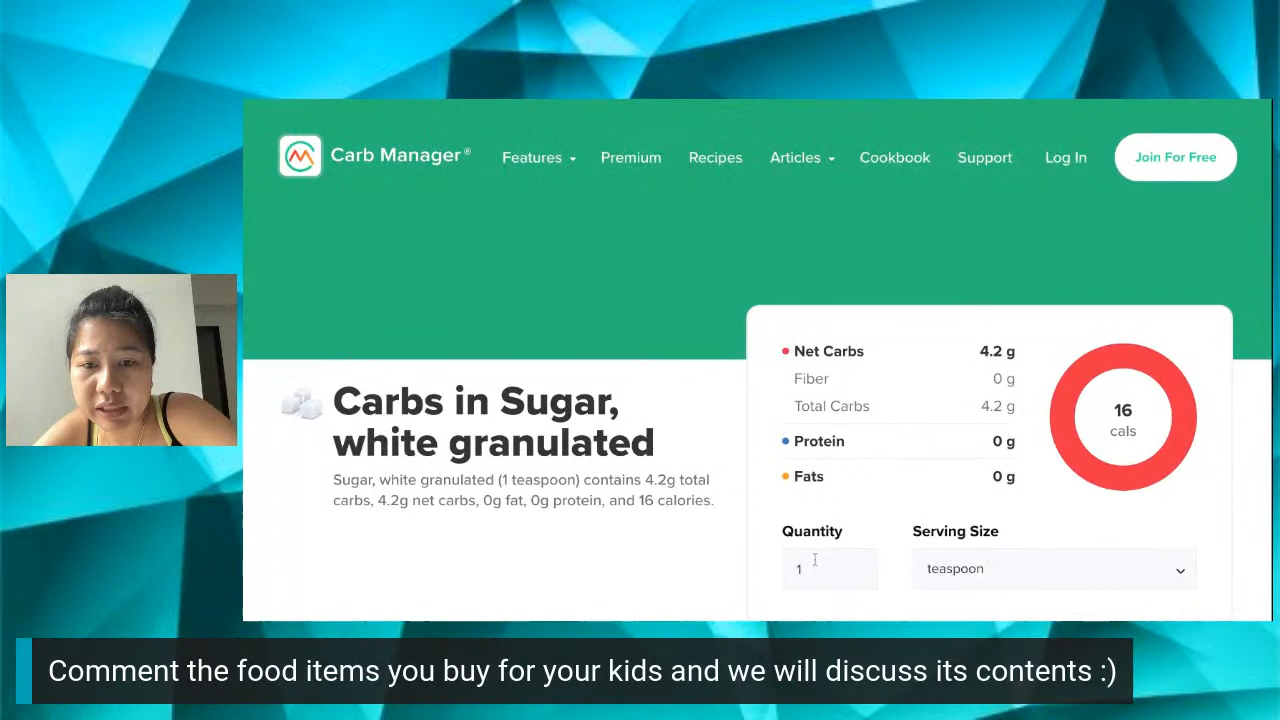 Carb Manager®
Features
Premium
Recipes
Articles
Cookbook
Support
Log In
Join For Free
Carbs in Sugar,
white granulated
Sugar, white granulated (1 teaspoon) contains 4.2g total
carbs, 4.2g net carbs, 0g fat, 0g protein, and 16 calories.
Net Carbs 4.2 g
Fiber 0 g
Total Carbs 4.2 g
Protein 0 g
Fats 0 g
16
cals
Quantity
1
Serving Size
teaspoon
Comment the food items you buy for your kids and we will discuss its contents :)